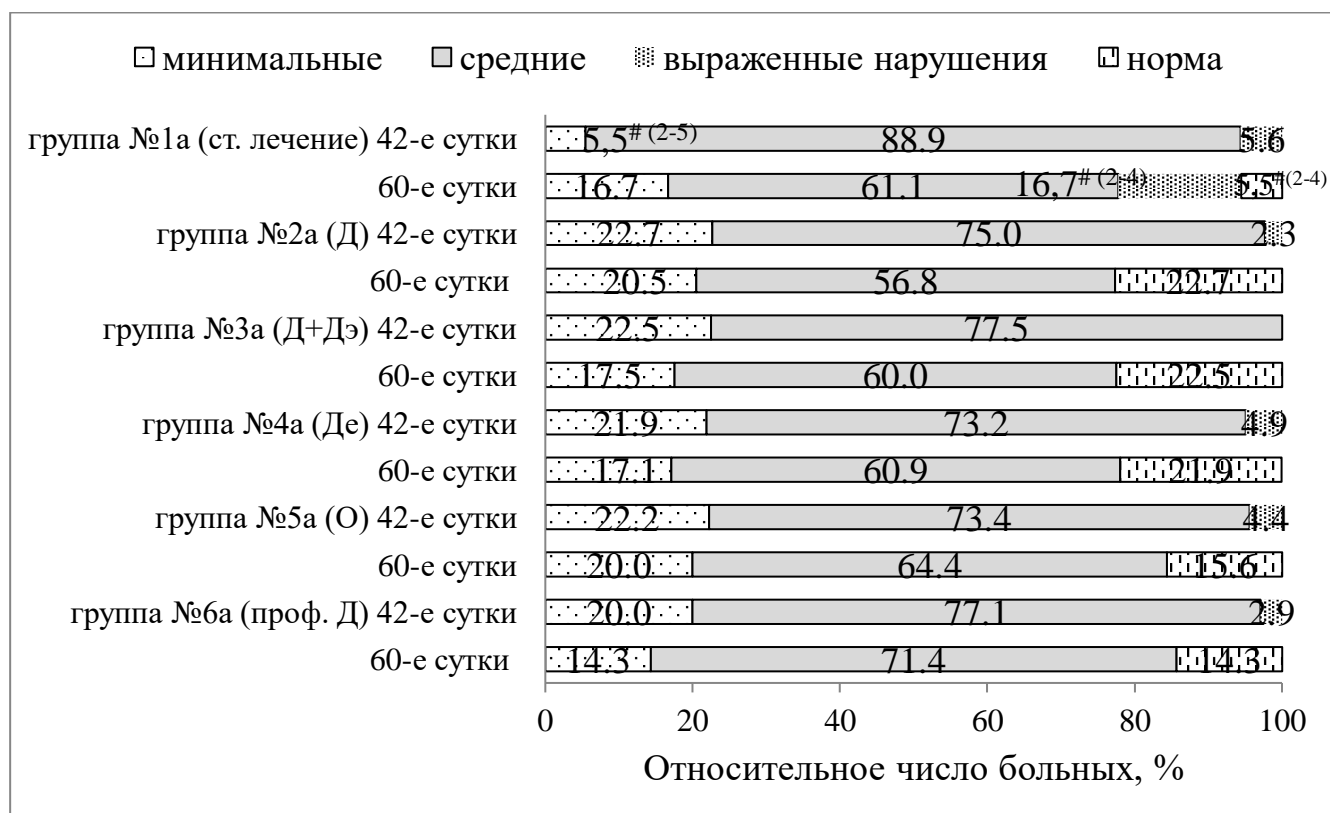 минимальные средние выраженные нарушения норма
группа №1а (ст. лечение) 42-е сутки 5,5# (2-5) 88.9 5.6
60-е сутки 16.7 61.1 16,7# (2-4) 5,5#(2-4)
группа №2а (Д) 42-е сутки 22.7 75.0 2.3
60-е сутки 20.5 56.8 22.7
группа №3а (Д+Дэ) 42-е сутки 22.5 77.5
60-е сутки 17.5 60.0 22.5
группа №4а (Де) 42-е сутки 21.9 73.2 4.9
60-е сутки 17.1 60.9 21.9
группа №5а (О) 42-е сутки 22.2 73.4 4.4
60-е сутки 20.0 64.4 15.6
группа №6а (проф. Д) 42-е сутки 20.0 77.1 2.9
60-е сутки 14.3 71.4 14.3
0 20 40 60 80 100
Относительное число больных, %